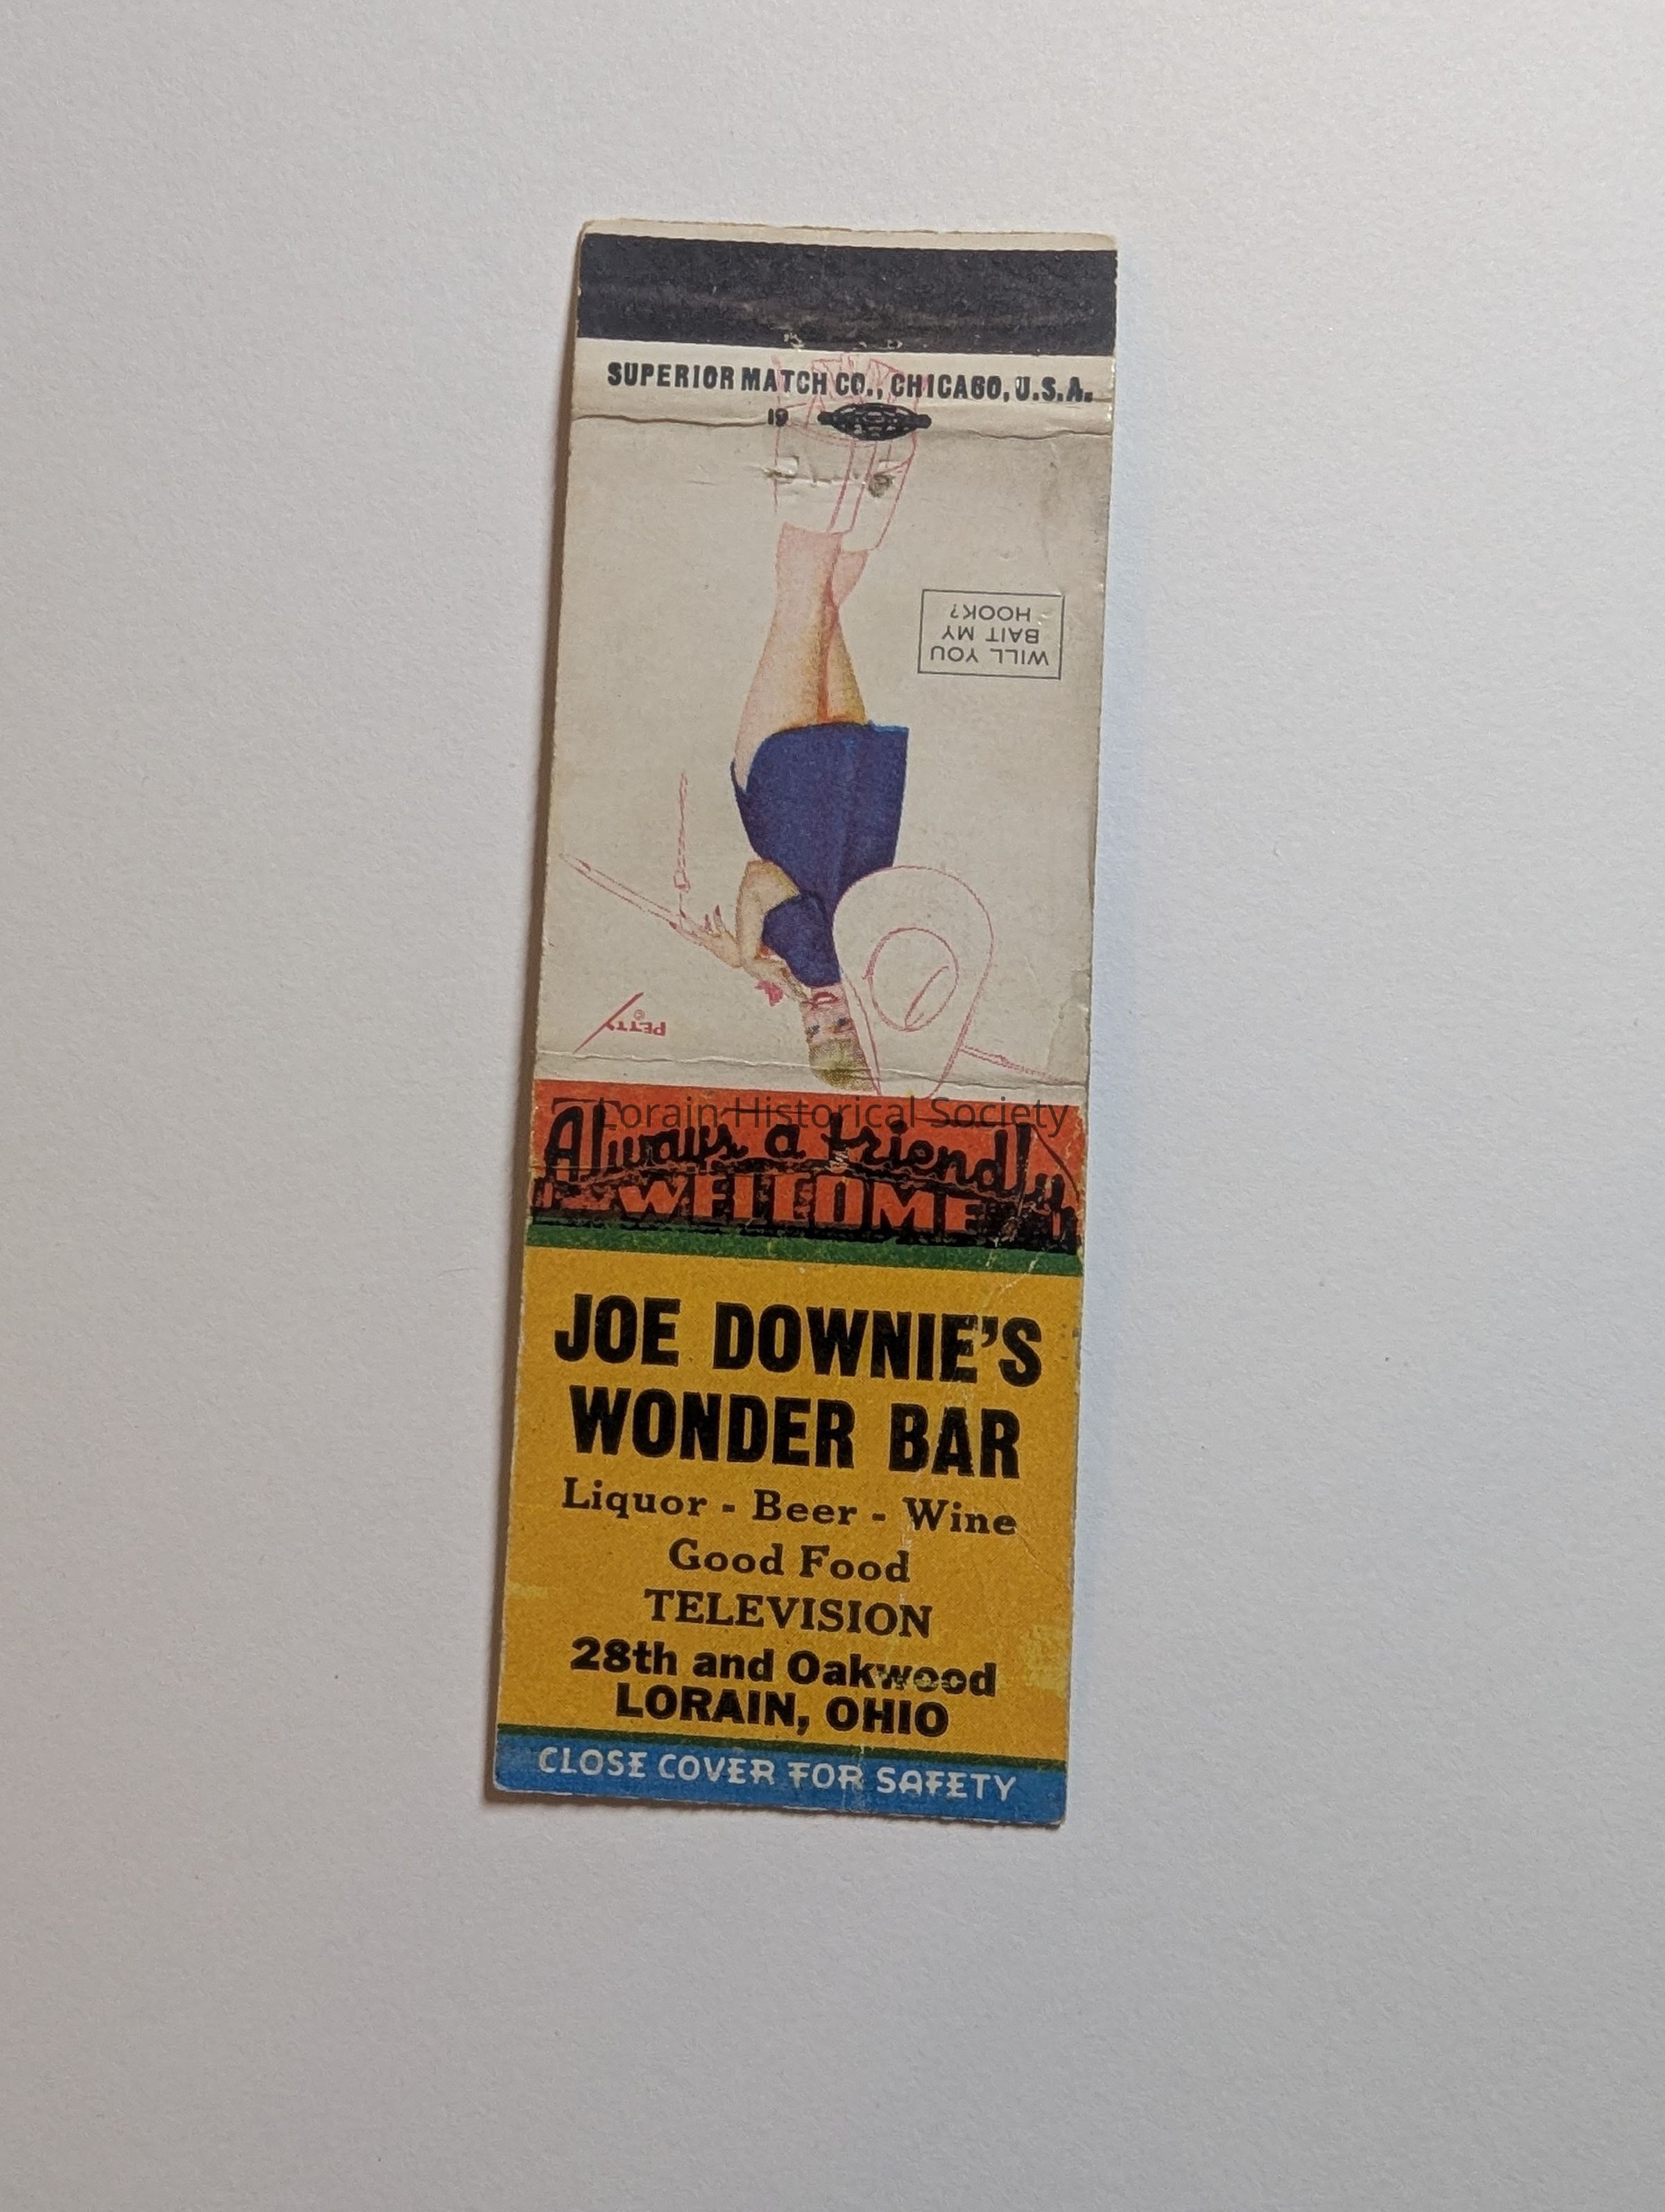 SUPERIOR MATCH CO., CHICAGO, U.S.A.
19
WILL YOU
BAIT MY
HOOK?
PETTY
©
Lorain Historical Society
Always a friendly
WELCOME
JOE DOWNIE'S
WONDER BAR
Liquor - Beer - Wine
Good Food
TELEVISION
28th and Oakwood
LORAIN, OHIO
CLOSE COVER FOR SAFETY